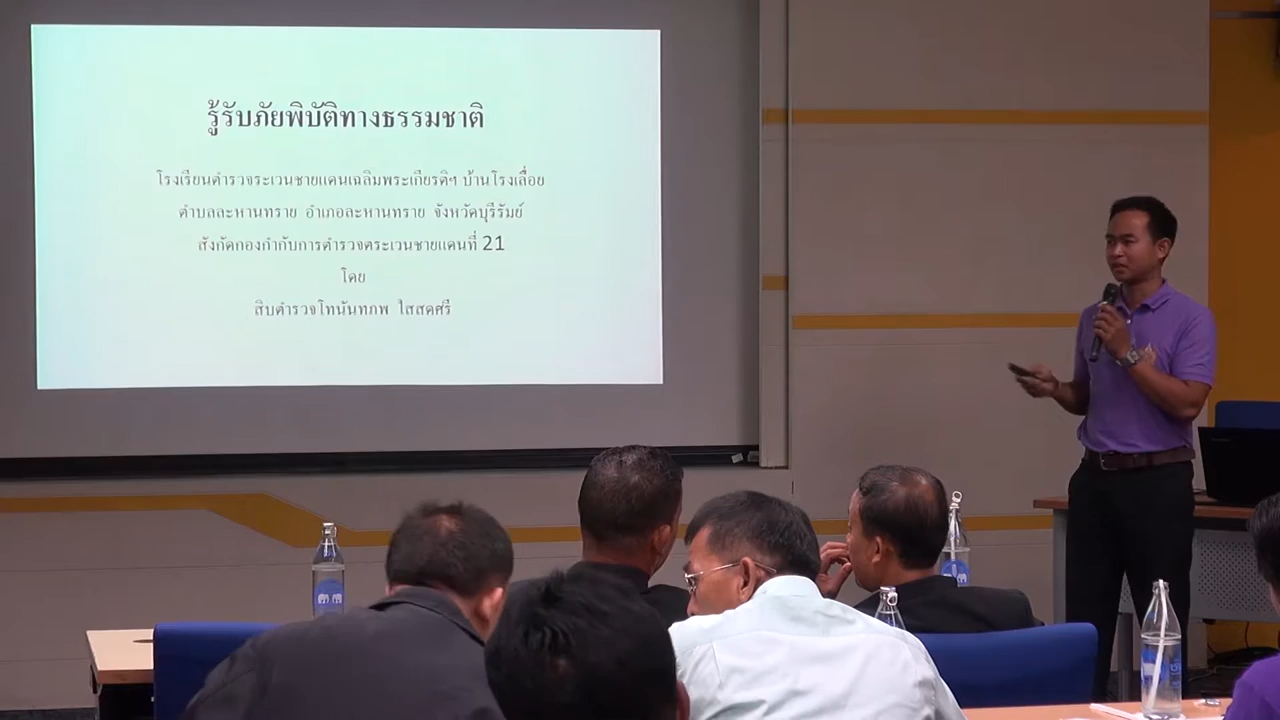 รู้รับภัยพิบัติทางธรรมชาติ
โรงเรียนตำรวจระเวนชายแดนเฉลิมพระเกียรติฯ บ้านโรงเลื่อย
ตำบลละหานทราย อำเภอละหานทราย จังหวัดบุรีรัมย์
สังกัดกองกำกับการตำรวจตระเวนชายแดนที่ 21
โดย
สิบตำรวจโทนันทภพ ใสสดศรี